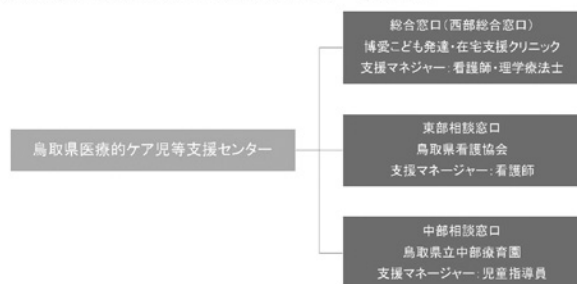 総合窓口(西部総合窓口)
博愛こども発達・在宅支援クリニック
支援マネジャー:看護師・理学療法士
鳥取県医療的ケア児等支援センター
東部相談窓口
鳥取県看護協会
支援マネージャー:看護師
中部相談窓口
鳥取県立中部療育園
支援マネージャー:児童指導員